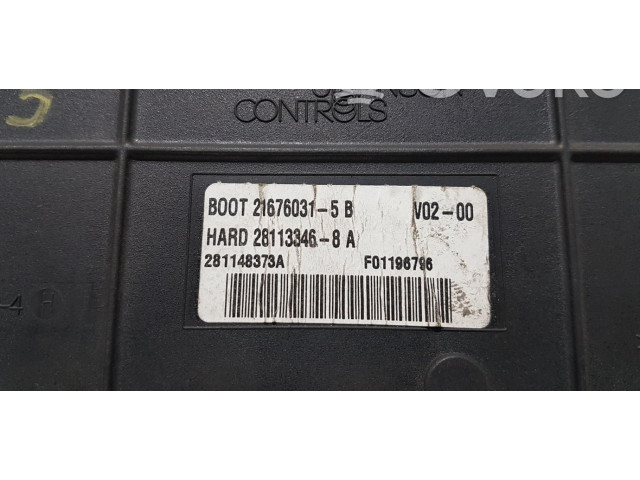 CONTROLS
BOOT 21676031-5 B V02-00
HARD 28113346-8 A
281148373A F01196796